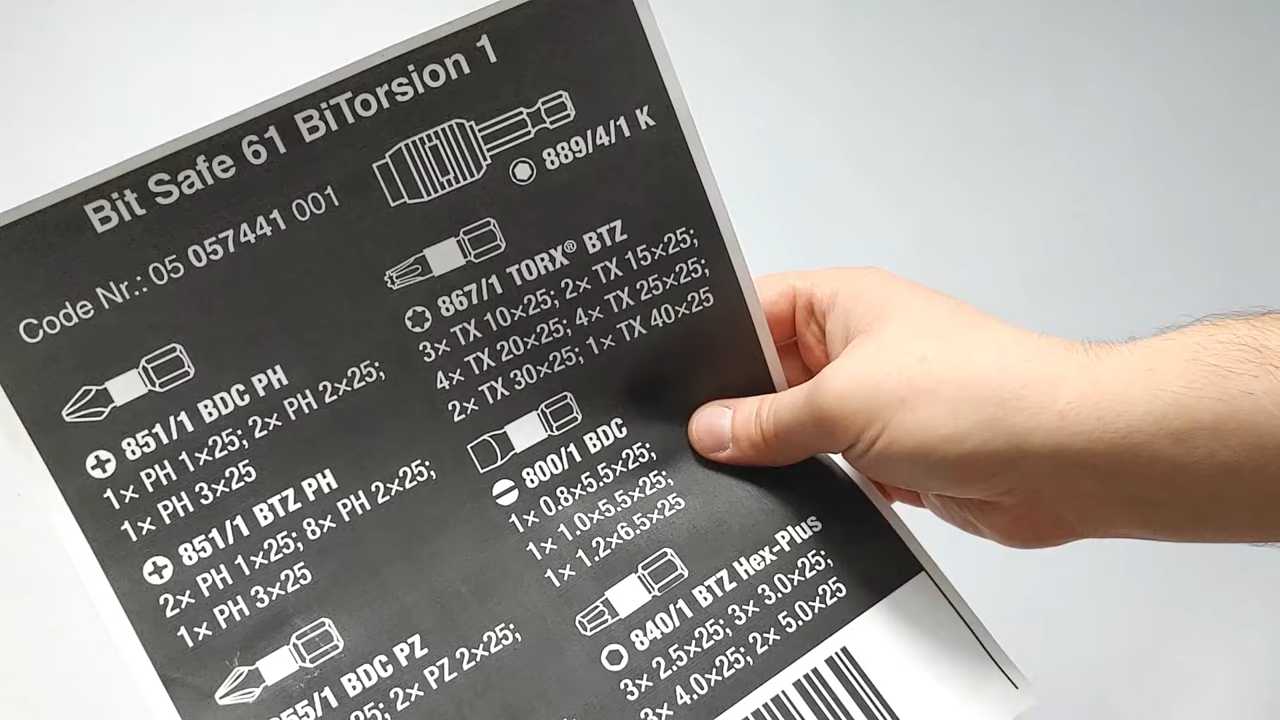 Bit Safe 61 BiTorsion 1
Code Nr.: 05 057441 001
851/1 BDC PH
1× PH 1×25; 2× PH 2×25;
1× PH 3×25
851/1 BTZ PH
2× PH 1×25; 8× PH 2×25;
1× PH 3×25
855/1 BDC PZ
2× PZ 2×25;
889/4/1 K
867/1 TORX® BTZ
3× TX 10×25; 2× TX 15×25;
4× TX 20×25; 4× TX 25×25;
2× TX 30×25; 1× TX 40×25
800/1 BDC
1× 0.8×5.5×25;
1× 1.0×5.5×25;
1× 1.2×6.5×25
840/1 BTZ Hex-Plus
3× 2.5×25; 3× 3.0×25;
3× 4.0×25; 2× 5.0×25